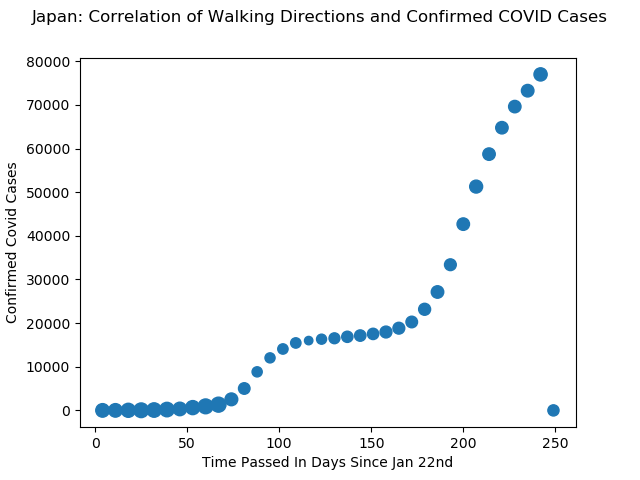 Japan: Correlation of Walking Directions and Confirmed COVID Cases
80000
70000
60000
50000
40000
30000
20000
10000
0
Confirmed Covid Cases
0 50 100 150 200 250
Time Passed In Days Since Jan 22nd